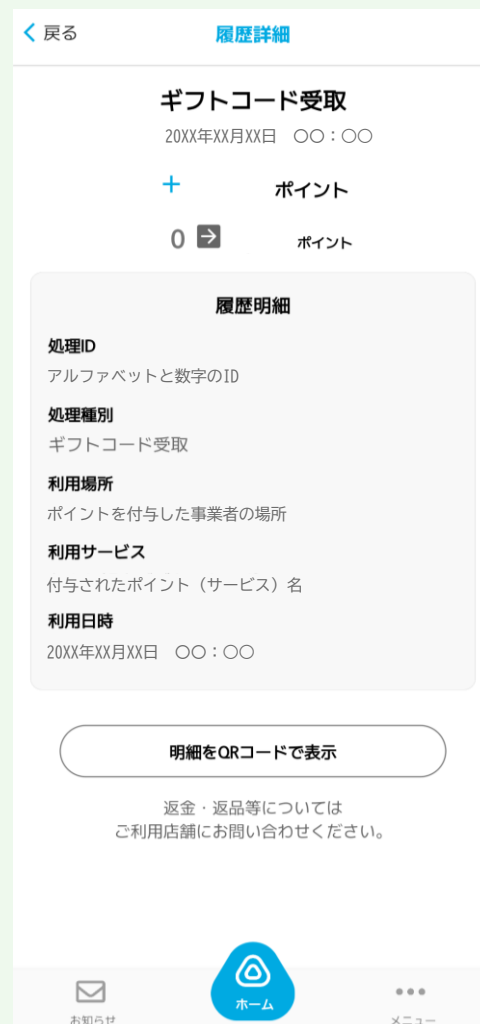 戻る
履歴詳細
ギフトコード受取
20XX年XX月XX日　〇〇：〇〇
+ ポイント
0 → ポイント
履歴明細
処理ID
アルファベットと数字のID
処理種別
ギフトコード受取
利用場所
ポイントを付与した事業者の場所
利用サービス
付与されたポイント（サービス）名
利用日時
20XX年XX月XX日　〇〇：〇〇
明細をQRコードで表示
返金・返品等については
ご利用店舗にお問い合わせください。
お知らせ
ホーム
メニュー